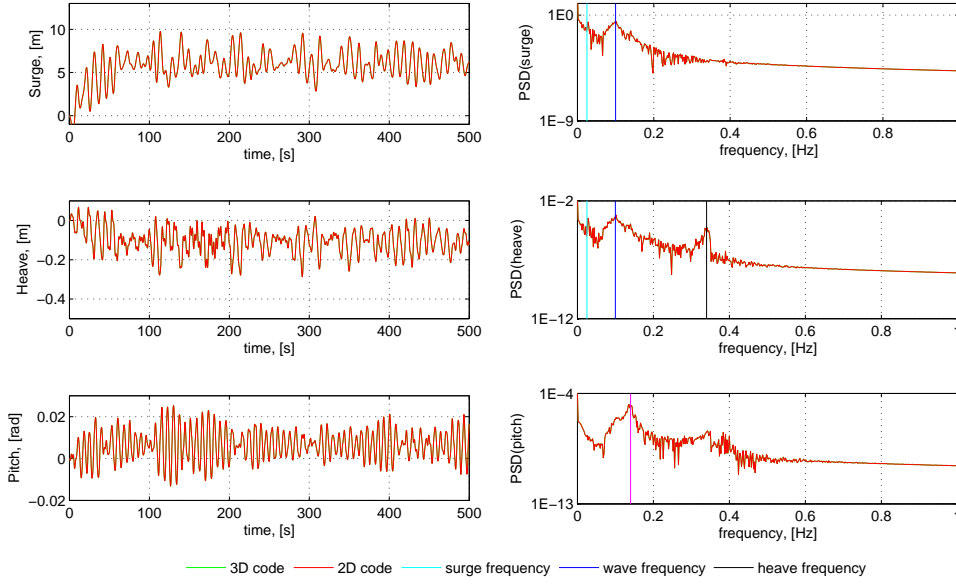 Surge, [m]
10
5
0
0 100 200 300 400 500
time, [s]
PSD(surge)
1E0
1E-9
0 0.2 0.4 0.6 0.8 1
frequency, [Hz]
Heave, [m]
0
−0.2
−0.4
0 100 200 300 400 500
time, [s]
PSD(heave)
1E-2
1E-12
0 0.2 0.4 0.6 0.8 1
frequency, [Hz]
Pitch, [rad]
0.02
0
−0.02
0 100 200 300 400 500
time, [s]
PSD(pitch)
1E-4
1E-13
0 0.2 0.4 0.6 0.8 1
frequency, [Hz]
3D code 2D code surge frequency wave frequency heave frequency